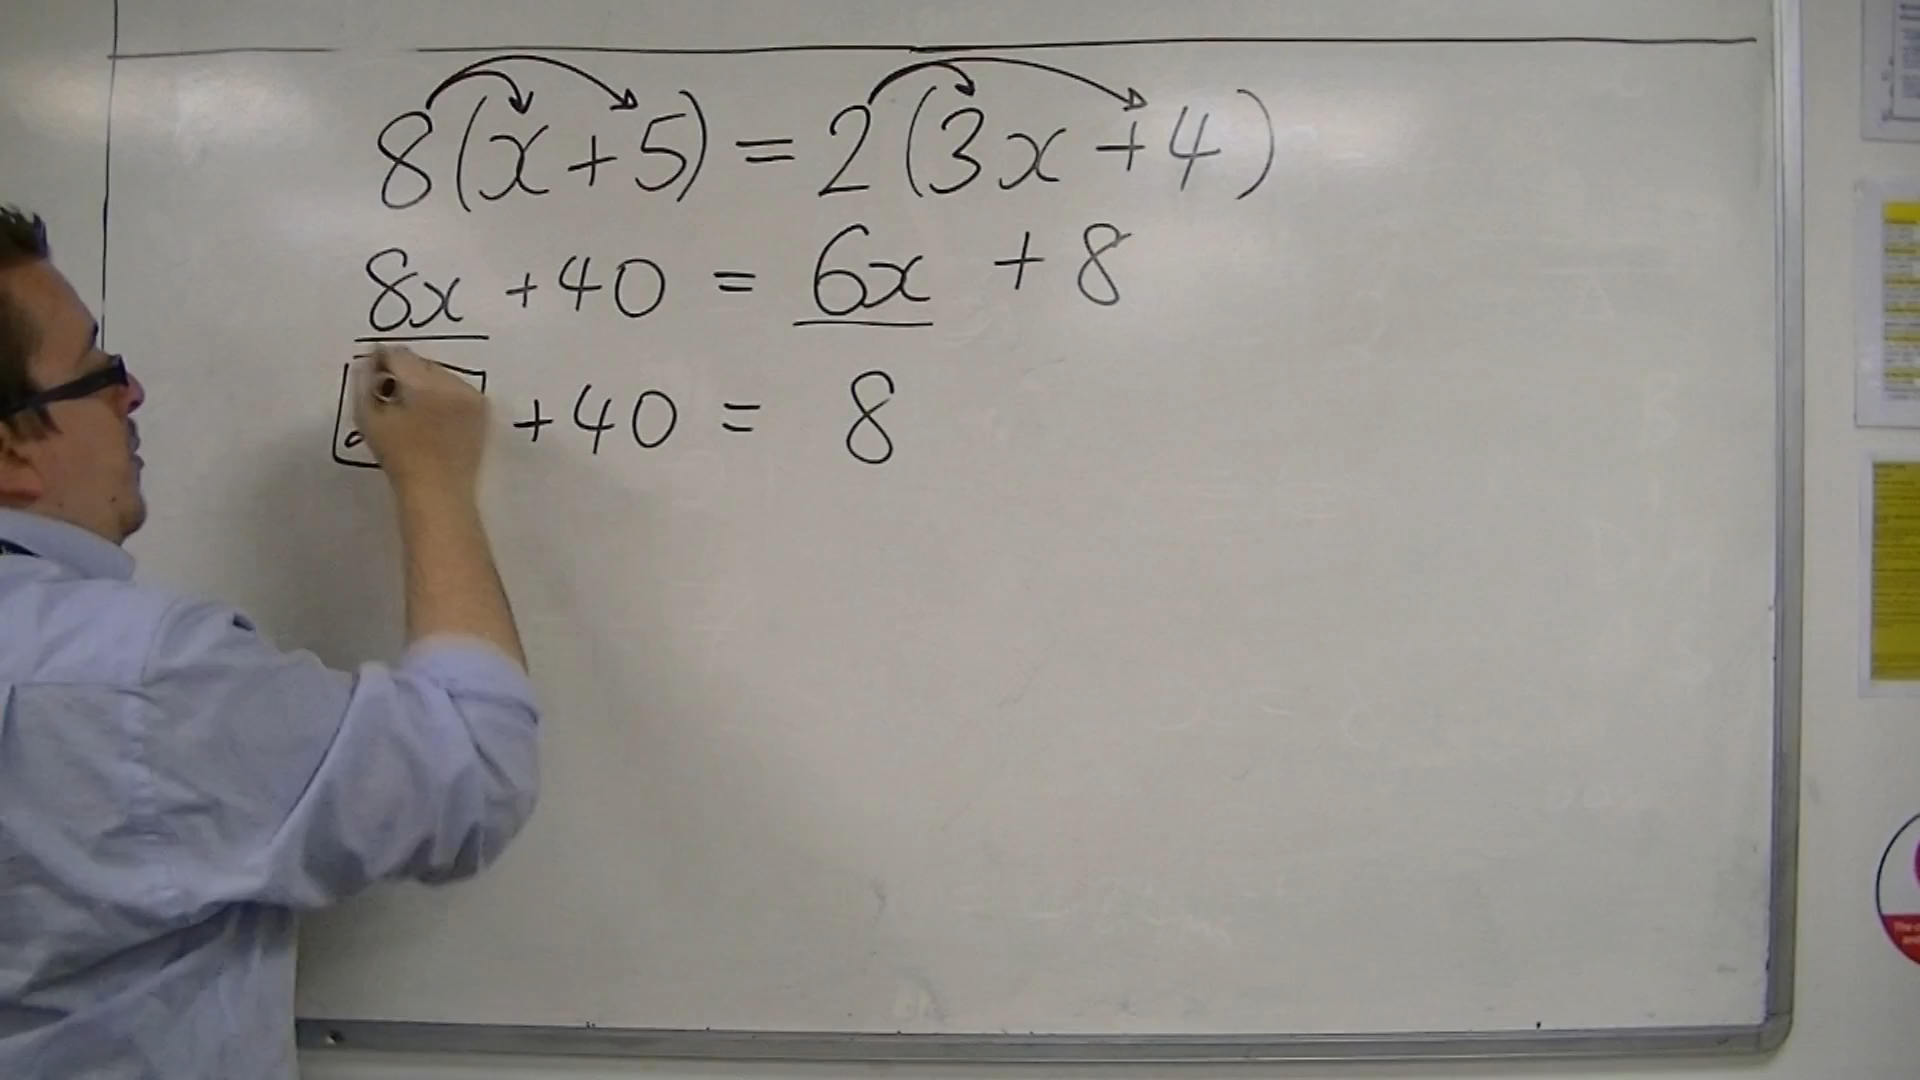 8(x+5) = 2(3x+4)
8x +40 = 6x + 8
+40 = 8